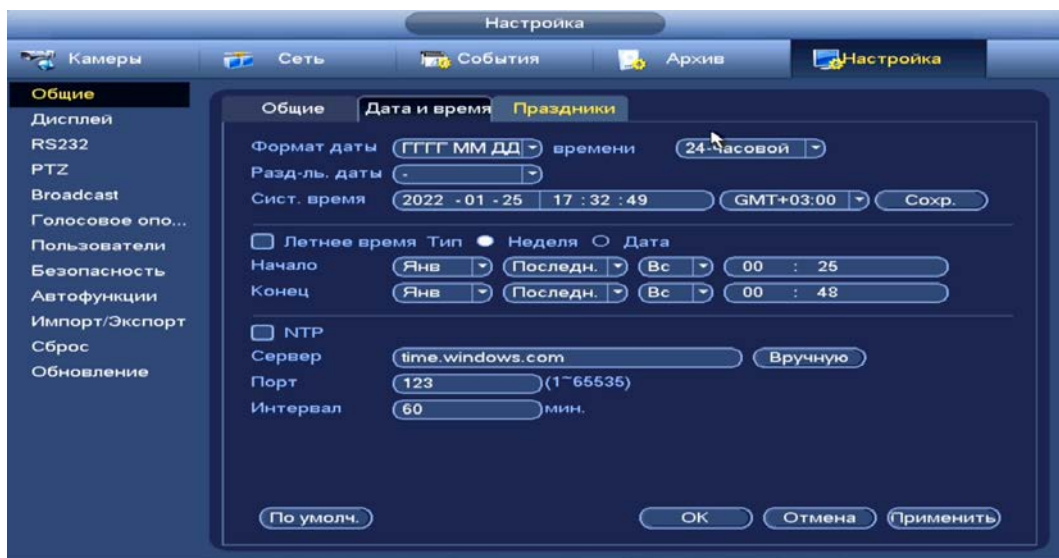 Настройка
Камеры Сеть События Архив Настройка
Общие
Дисплей
RS232
PTZ
Broadcast
Голосовое опо...
Пользователи
Безопасность
Автофункции
Импорт/Экспорт
Сброс
Обновление
Общие Дата и время Праздники
Формат даты ГГГГ ММ ДД времени 24-часовой
Разд-ль. даты -
Сист. время 2022 - 01 - 25 17 : 32 : 49 GMT+03:00 Сохр.
Летнее время Тип Неделя Дата
Начало Янв Последн. Вс 00 : 25
Конец Янв Последн. Вс 00 : 48
NTP
Сервер time.windows.com Вручную
Порт 123 (1~65535)
Интервал 60 мин.
По умолч. OK Отмена Применить